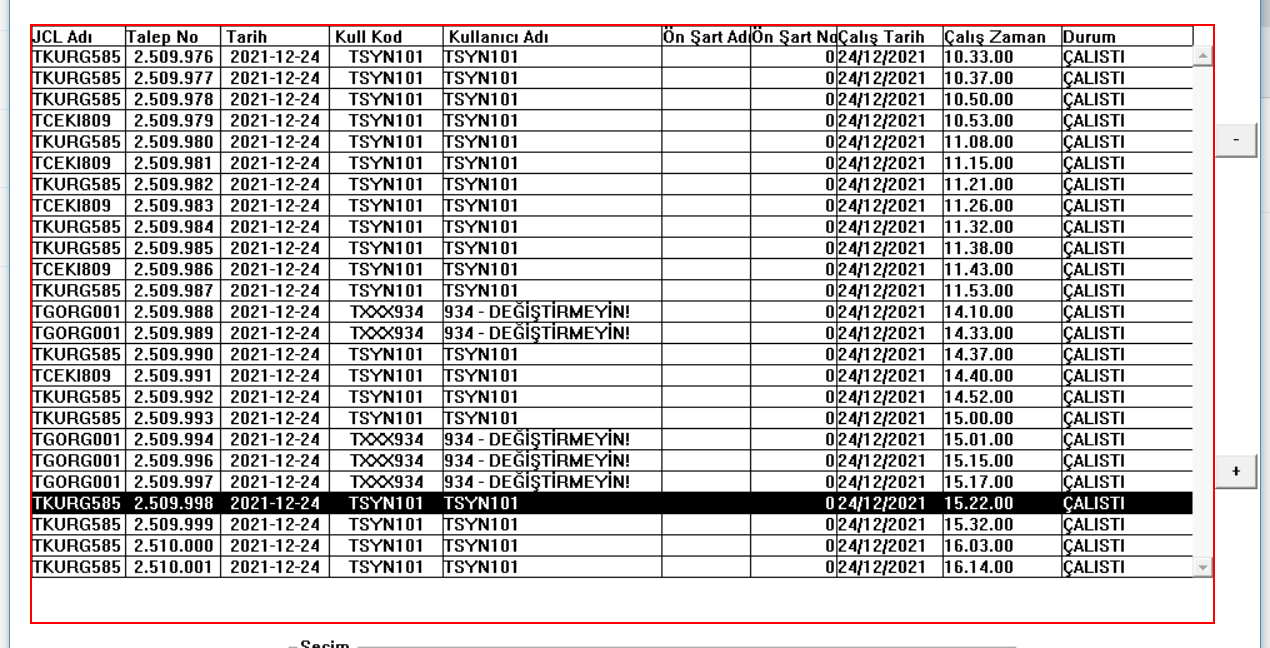 JCL Adı Talep No Tarih Kull Kod Kullanıcı Adı Ön Şart Adı Ön Şart No Çalış Tarih Çalış Zaman Durum
TKURG585 2.509.976 2021-12-24 TSYN101 TSYN101 0 24/12/2021 10.33.00 ÇALISTI
TKURG585 2.509.977 2021-12-24 TSYN101 TSYN101 0 24/12/2021 10.37.00 ÇALISTI
TKURG585 2.509.978 2021-12-24 TSYN101 TSYN101 0 24/12/2021 10.50.00 ÇALISTI
TCEKI809 2.509.979 2021-12-24 TSYN101 TSYN101 0 24/12/2021 10.53.00 ÇALISTI
TKURG585 2.509.980 2021-12-24 TSYN101 TSYN101 0 24/12/2021 11.08.00 ÇALISTI
TCEKI809 2.509.981 2021-12-24 TSYN101 TSYN101 0 24/12/2021 11.15.00 ÇALISTI
TKURG585 2.509.982 2021-12-24 TSYN101 TSYN101 0 24/12/2021 11.21.00 ÇALISTI
TCEKI809 2.509.983 2021-12-24 TSYN101 TSYN101 0 24/12/2021 11.26.00 ÇALISTI
TKURG585 2.509.984 2021-12-24 TSYN101 TSYN101 0 24/12/2021 11.32.00 ÇALISTI
TKURG585 2.509.985 2021-12-24 TSYN101 TSYN101 0 24/12/2021 11.38.00 ÇALISTI
TCEKI809 2.509.986 2021-12-24 TSYN101 TSYN101 0 24/12/2021 11.43.00 ÇALISTI
TKURG585 2.509.987 2021-12-24 TSYN101 TSYN101 0 24/12/2021 11.53.00 ÇALISTI
TGORG001 2.509.988 2021-12-24 TXXX934 934 - DEĞİŞTİRMEYİN! 0 24/12/2021 14.10.00 ÇALISTI
TGORG001 2.509.989 2021-12-24 TXXX934 934 - DEĞİŞTİRMEYİN! 0 24/12/2021 14.33.00 ÇALISTI
TKURG585 2.509.990 2021-12-24 TSYN101 TSYN101 0 24/12/2021 14.37.00 ÇALISTI
TCEKI809 2.509.991 2021-12-24 TSYN101 TSYN101 0 24/12/2021 14.40.00 ÇALISTI
TKURG585 2.509.992 2021-12-24 TSYN101 TSYN101 0 24/12/2021 14.52.00 ÇALISTI
TKURG585 2.509.993 2021-12-24 TSYN101 TSYN101 0 24/12/2021 15.00.00 ÇALISTI
TGORG001 2.509.994 2021-12-24 TXXX934 934 - DEĞİŞTİRMEYİN! 0 24/12/2021 15.01.00 ÇALISTI
TGORG001 2.509.996 2021-12-24 TXXX934 934 - DEĞİŞTİRMEYİN! 0 24/12/2021 15.15.00 ÇALISTI
TGORG001 2.509.997 2021-12-24 TXXX934 934 - DEĞİŞTİRMEYİN! 0 24/12/2021 15.17.00 ÇALISTI
TKURG585 2.509.998 2021-12-24 TSYN101 TSYN101 0 24/12/2021 15.22.00 ÇALISTI
TKURG585 2.509.999 2021-12-24 TSYN101 TSYN101 0 24/12/2021 15.32.00 ÇALISTI
TKURG585 2.510.000 2021-12-24 TSYN101 TSYN101 0 24/12/2021 16.03.00 ÇALISTI
TKURG585 2.510.001 2021-12-24 TSYN101 TSYN101 0 24/12/2021 16.14.00 ÇALISTI
-
+
Seçim